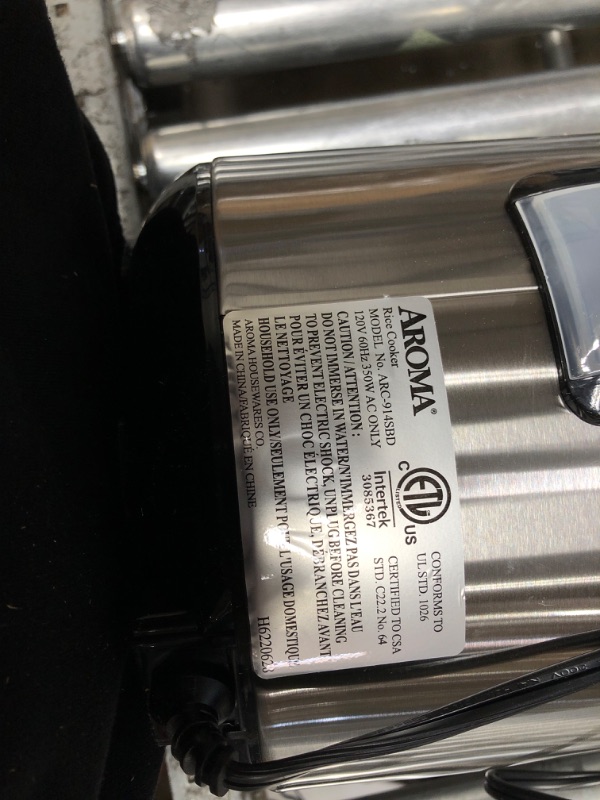 AROMA®
Rice Cooker
MODEL No. ARC-914SBD
120V 60Hz 350W AC ONLY
C ETL US
LISTED
Intertek
3085367
CONFORMS TO
UL STD. 1026
CERTIFIED TO CSA
STD. C22.2 No. 64
CAUTION/ATTENTION:
DO NOT IMMERSE IN WATER/N'IMMERGEZ PAS DANS L'EAU
TO PREVENT ELECTRIC SHOCK, UNPLUG BEFORE CLEANING
POUR ÉVITER UN CHOC ÉLECTRIQUE, DÉBRANCHEZ AVANT
LE NETTOYAGE
HOUSEHOLD USE ONLY/SEULEMENT POUR L'USAGE DOMESTIQUE
AROMA HOUSEWARES CO.
MADE IN CHINA/FABRIQUÉ EN CHINE